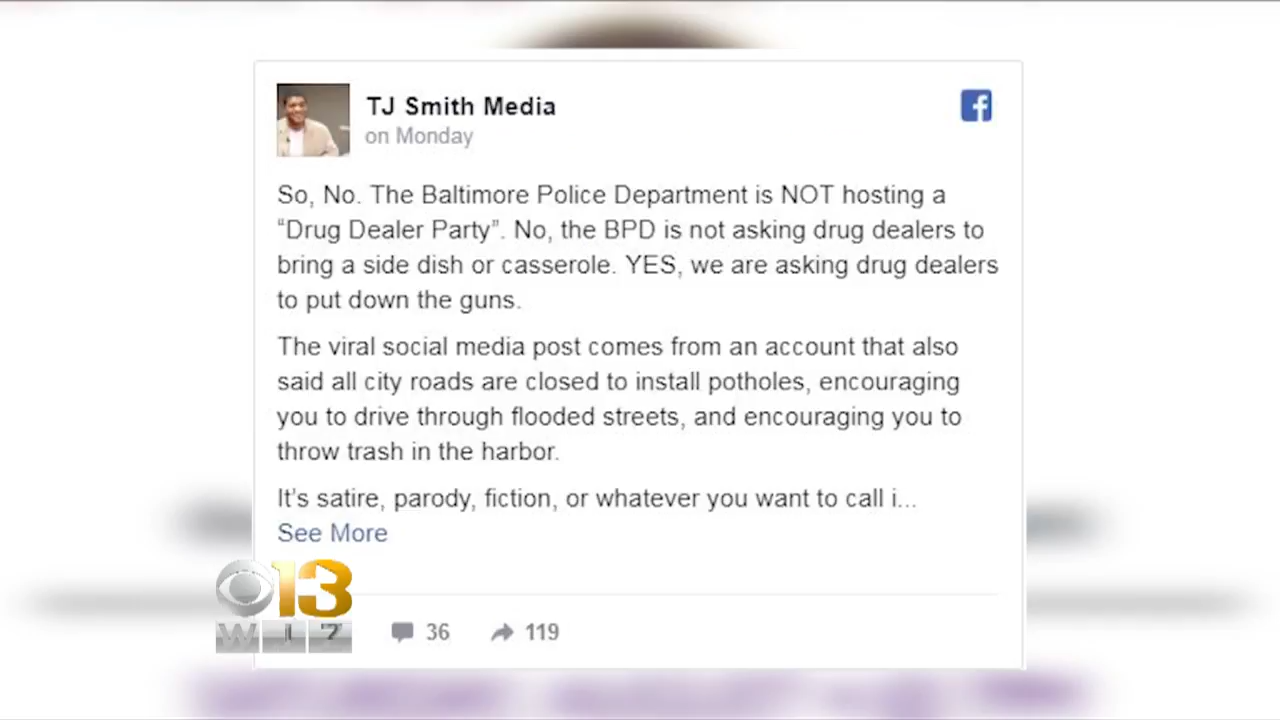 TJ Smith Media
on Monday
So, No. The Baltimore Police Department is NOT hosting a
“Drug Dealer Party”. No, the BPD is not asking drug dealers to
bring a side dish or casserole. YES, we are asking drug dealers
to put down the guns.
The viral social media post comes from an account that also
said all city roads are closed to install potholes, encouraging
you to drive through flooded streets, and encouraging you to
throw trash in the harbor.
It's satire, parody, fiction, or whatever you want to call i...
See More
13
36
119